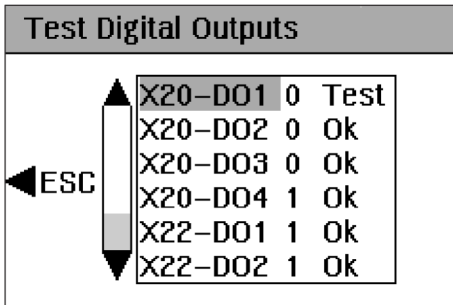 Test Digital Outputs
X20-DO1 0 Test
X20-DO2 0 Ok
X20-DO3 0 Ok
ESC
X20-DO4 1 Ok
X22-DO1 1 Ok
X22-DO2 1 Ok